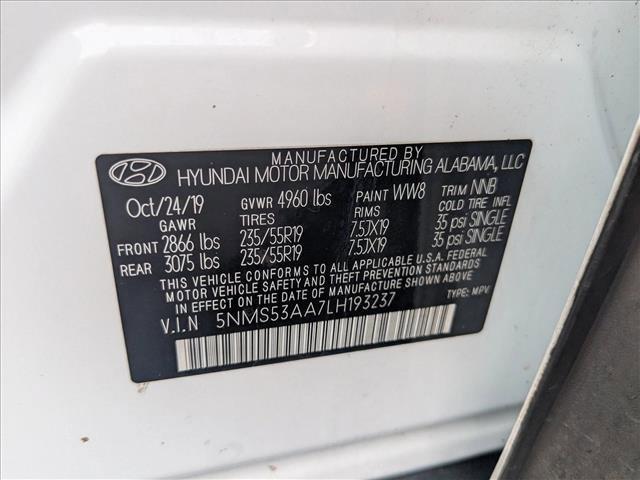 MANUFACTURED BY
HYUNDAI MOTOR MANUFACTURING ALABAMA, LLC
Oct/24/19 GVWR 4960 lbs PAINT WW8 TRIM NNB
GAWR TIRES RIMS COLD TIRE INFL
FRONT 2866 lbs 235/55R19 7.5JX19 35 psi SINGLE
REAR 3075 lbs 235/55R19 7.5JX19 35 psi SINGLE
THIS VEHICLE CONFORMS TO ALL APPLICABLE U.S.A. FEDERAL
MOTOR VEHICLE SAFETY AND THEFT PREVENTION STANDARDS
IN EFFECT ON THE DATE OF MANUFACTURE SHOWN ABOVE.
V.I.N 5NMS53AA7LH193237 TYPE: MPV